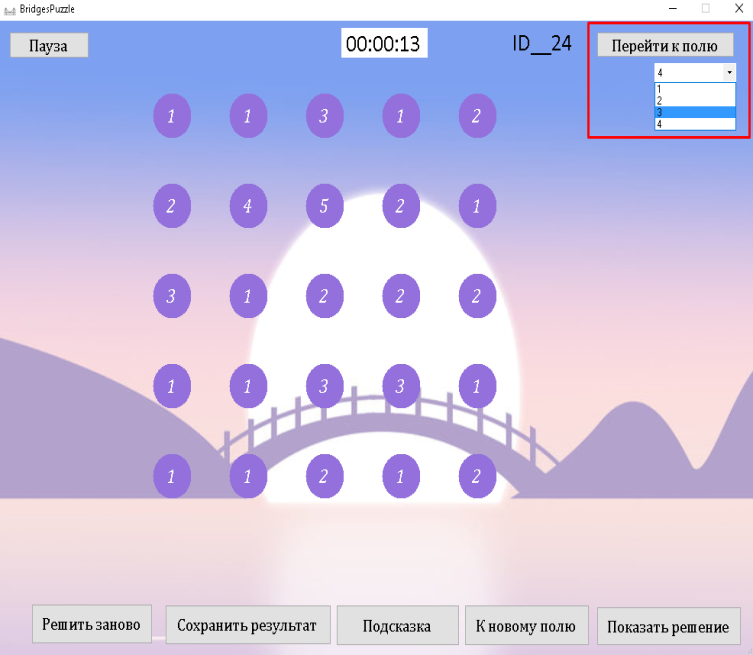 BridgesPuzzle
Пауза
00:00:13
ID__24
Перейти к полю
4
1
2
3
4
1 1 3 1 2
2 4 5 2 1
3 1 2 2 2
1 1 3 3 1
1 1 2 1 2
Решить заново
Сохранить результат
Подсказка
К новому полю
Показать решение